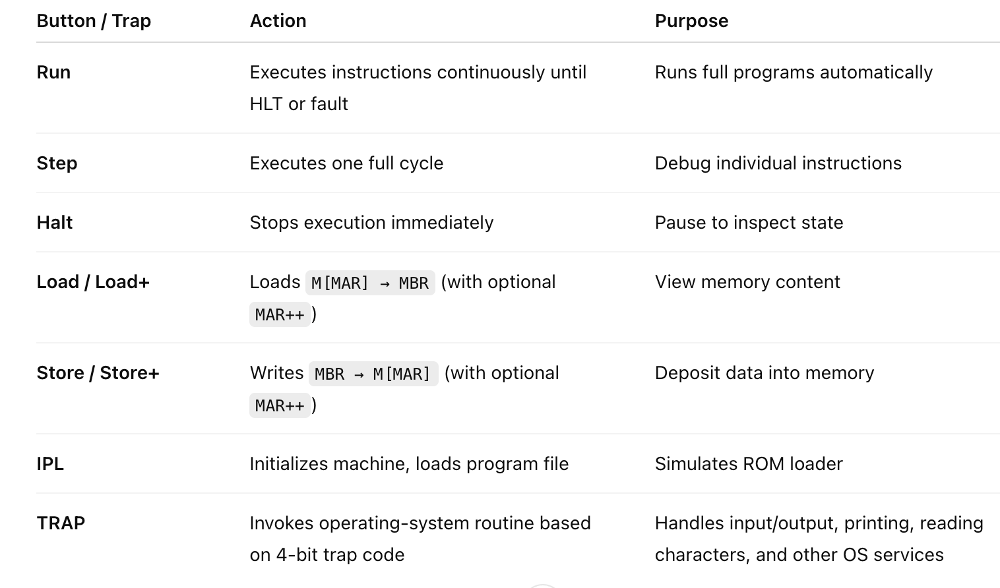 Button / Trap Action Purpose
Run Executes instructions continuously until Runs full programs automatically
HLT or fault
Step Executes one full cycle Debug individual instructions
Halt Stops execution immediately Pause to inspect state
Load / Load+ Loads M[MAR] → MBR (with optional View memory content
MAR++)
Store / Store+ Writes MBR → M[MAR] (with optional Deposit data into memory
MAR++)
IPL Initializes machine, loads program file Simulates ROM loader
TRAP Invokes operating-system routine based Handles input/output, printing, reading
on 4-bit trap code characters, and other OS services